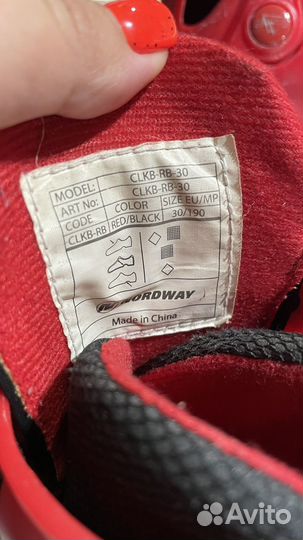 MODEL: CLKB-RB-30
ART No: CLKB-RB-30
CODE COLOR SIZE EU/MP
CLKB-RB RED/BLACK 30/190
NORDWAY
Made in China
Avito